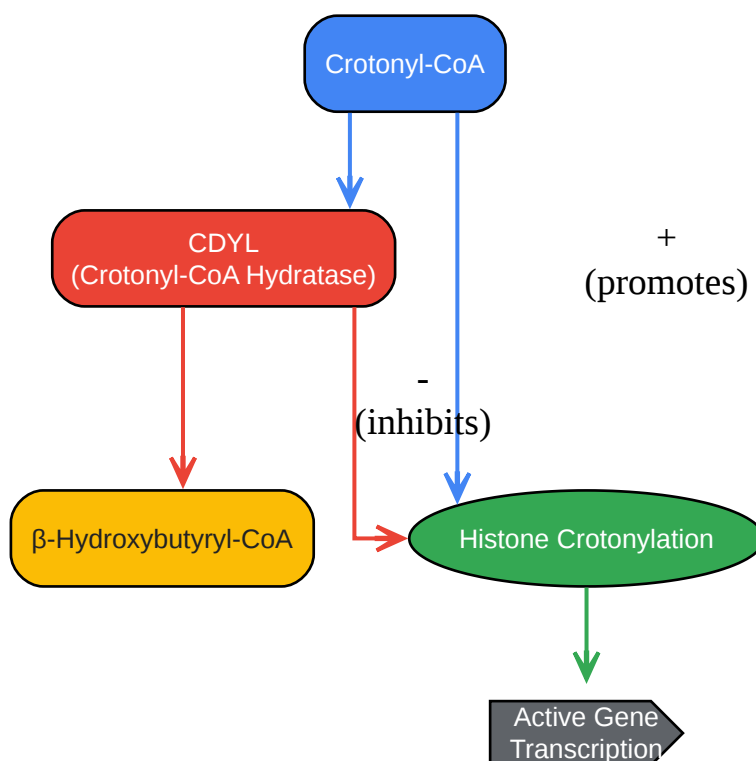 Crotonyl-CoA
CDYL
(Crotonyl-CoA Hydratase)
+
(promotes)
-
(inhibits)
β-Hydroxybutyryl-CoA
Histone Crotonylation
Active Gene
Transcription